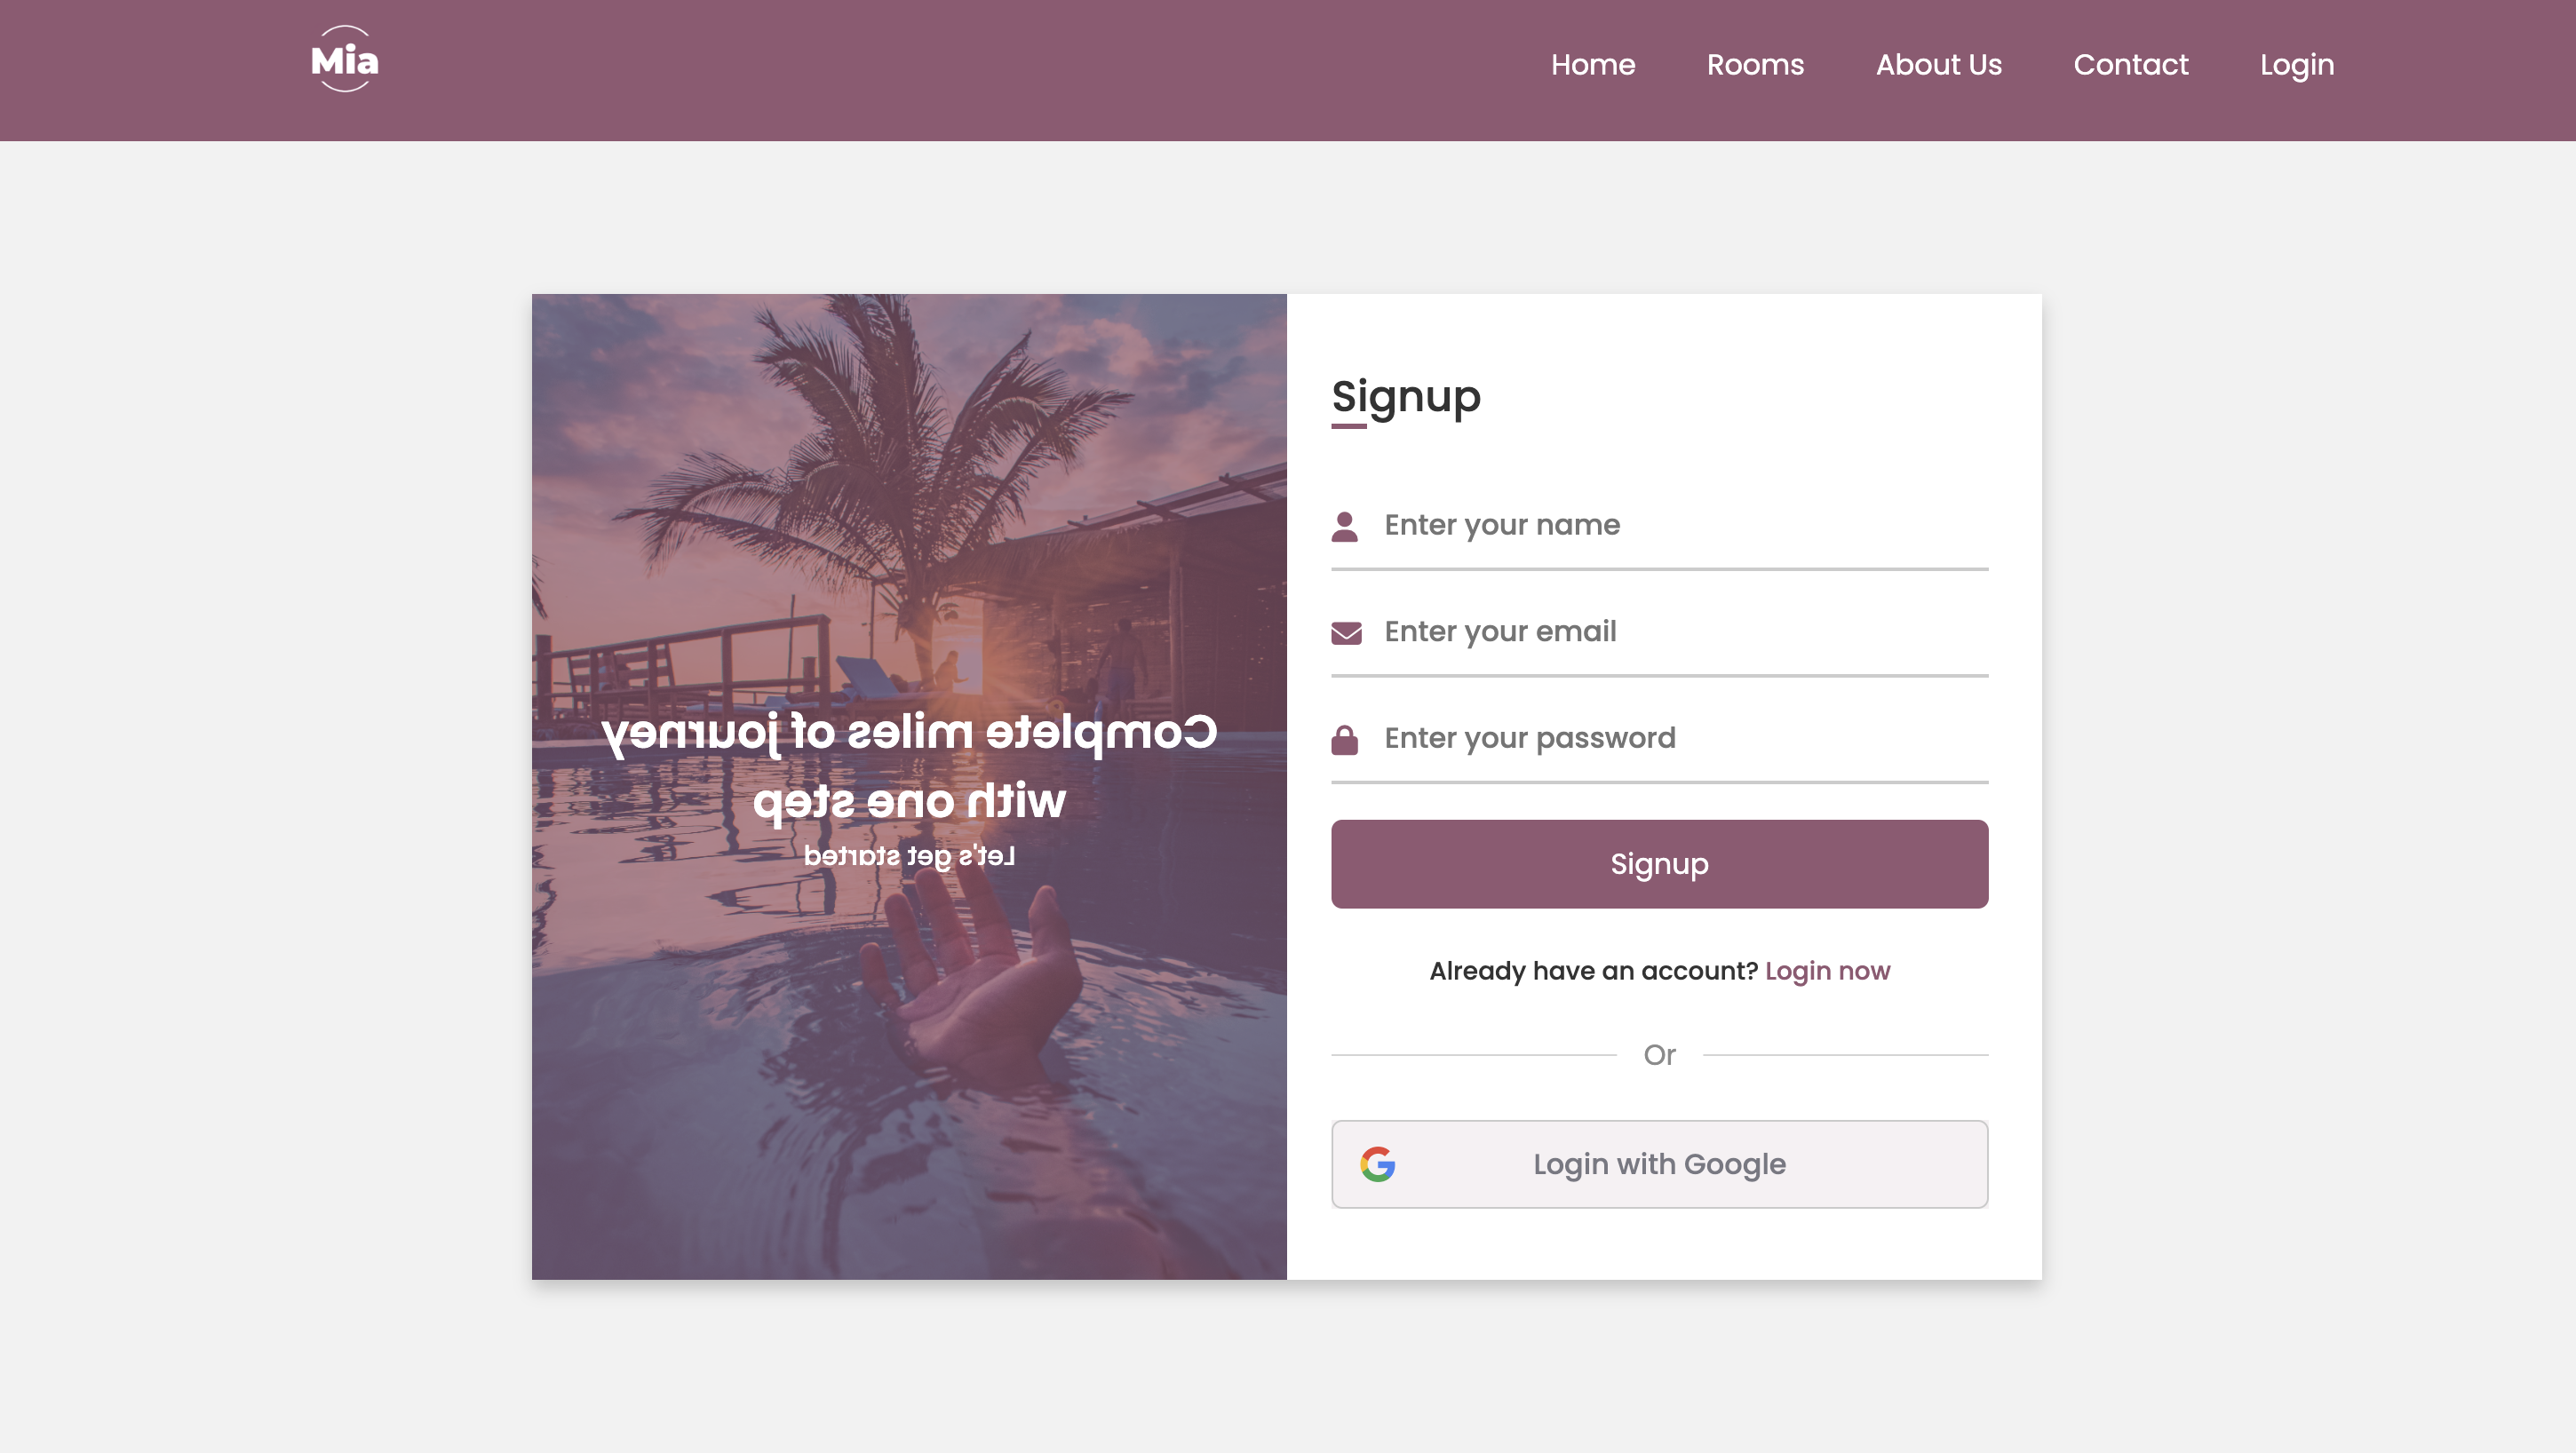 Mia
Home Rooms About Us Contact Login
Complete miles of journey
with one step
Let's get started
Signup
Enter your name
Enter your email
Enter your password
Signup
Already have an account? Login now
Or
Login with Google